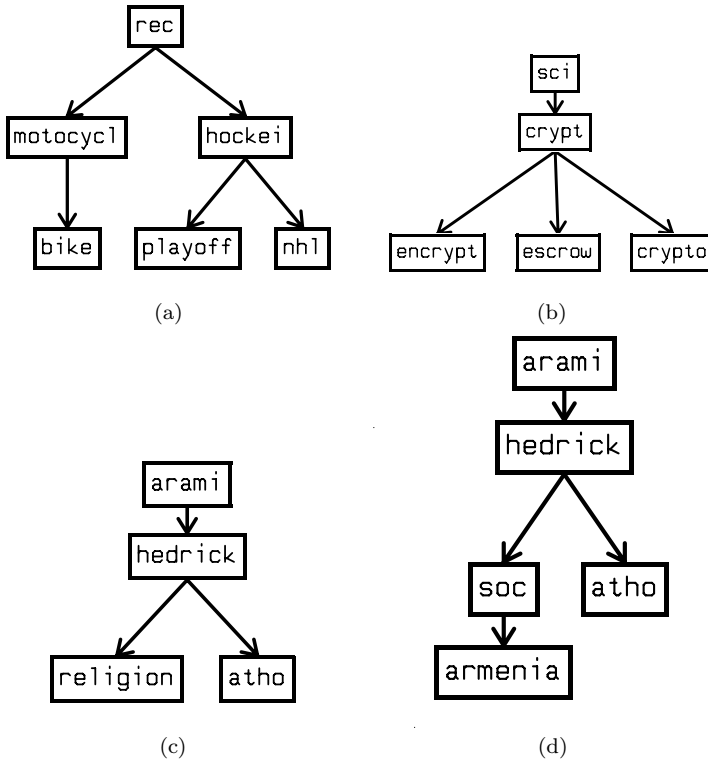 rec
motocycl hockei
bike playoff nhl
(a)
sci
crypt
encrypt escrow crypto
(b)
arami
hedrick
religion atho
(c)
arami
hedrick
soc atho
armenia
(d)